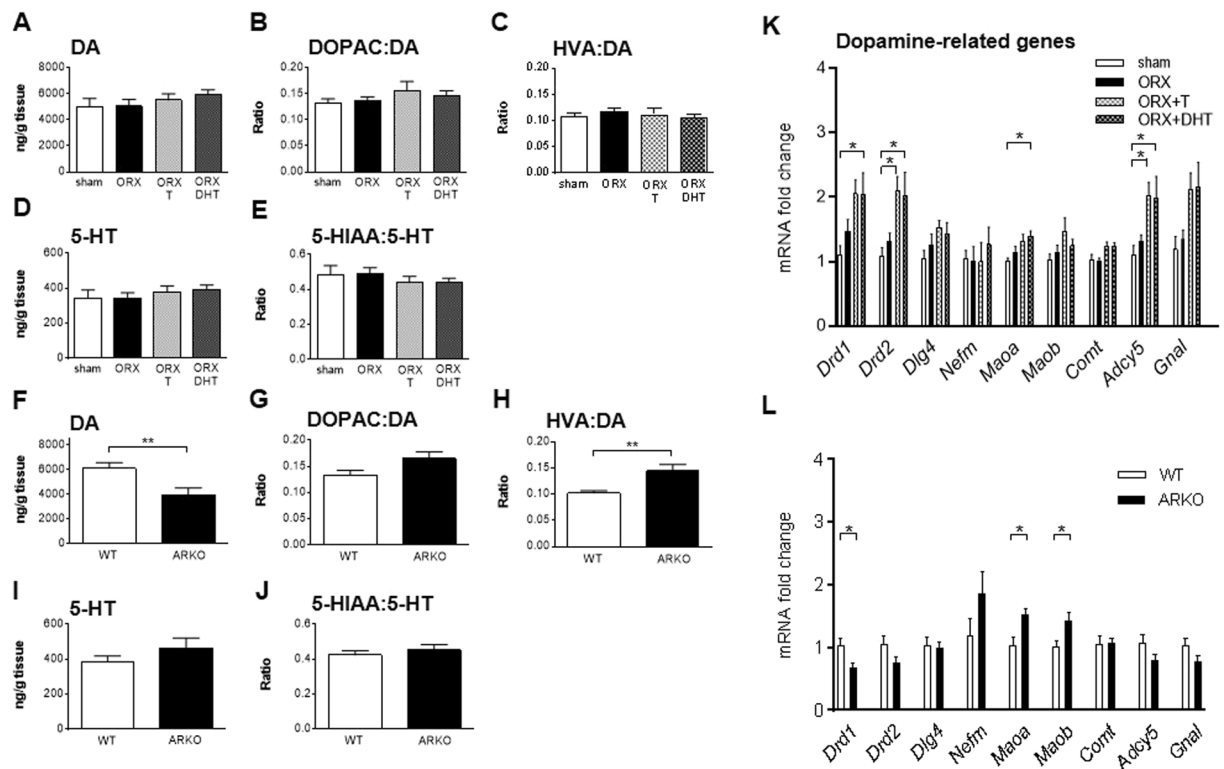 A
DA
ng/g tissue
8000
6000
4000
2000
0
sham
ORX
ORX
T
ORX
DHT
B
DOPAC:DA
Ratio
0.20
0.15
0.10
0.05
0.00
sham
ORX
ORX
T
ORX
DHT
C
HVA:DA
Ratio
0.20
0.15
0.10
0.05
0.00
sham
ORX
ORX
T
ORX
DHT
D
5-HT
ng/g tissue
600
400
200
0
sham
ORX
ORX
T
ORX
DHT
E
5-HIAA:5-HT
Ratio
0.6
0.4
0.2
0.0
sham
ORX
ORX
T
ORX
DHT
F
DA
ng/g tissue
8000
6000
4000
2000
0
**
WT
ARKO
G
DOPAC:DA
Ratio
0.20
0.15
0.10
0.05
0.00
WT
ARKO
H
HVA:DA
Ratio
0.20
0.15
0.10
0.05
0.00
**
WT
ARKO
I
5-HT
ng/g tissue
600
400
200
0
WT
ARKO
J
5-HIAA:5-HT
Ratio
0.6
0.4
0.2
0.0
WT
ARKO
K
Dopamine-related genes
sham
ORX
ORX+T
ORX+DHT
mRNA fold change
4
3
2
1
0
*
*
*
*
*
*
Drd1
Drd2
Dlg4
Nefm
Maoa
Maob
Comt
Adcy5
Gnal
L
WT
ARKO
mRNA fold change
4
3
2
1
0
*
*
*
Drd1
Drd2
Dlg4
Nefm
Maoa
Maob
Comt
Adcy5
Gnal